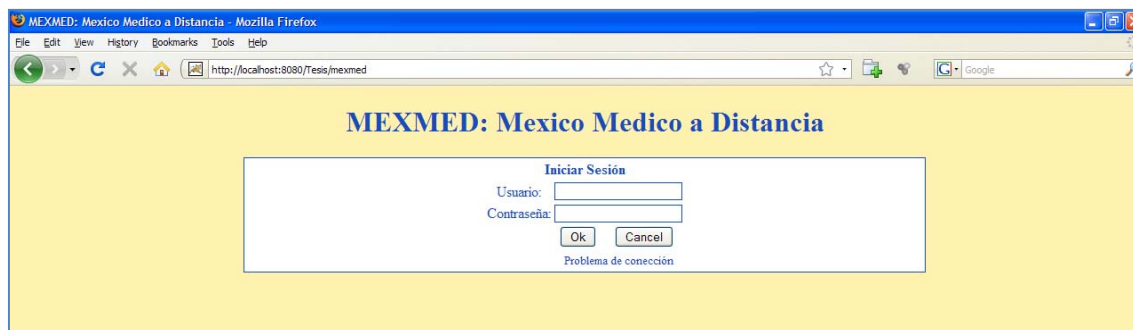 MEXMED: Mexico Medico a Distancia - Mozilla Firefox
File Edit View History Bookmarks Tools Help
http://localhost:8080/Tesis/mexmed
G Google
MEXMED: Mexico Medico a Distancia
Iniciar Sesión
Usuario:
Contraseña:
Ok Cancel
Problema de conección